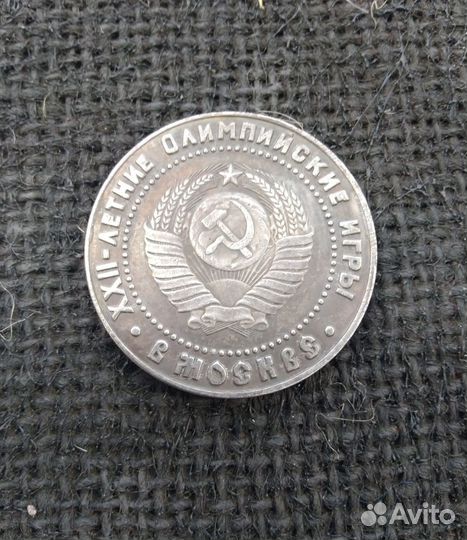 XXII-ЛЕТНИЕ ОЛИМПИЙСКИЕ ИГРЫ
• В МОСКВЕ •
Avito